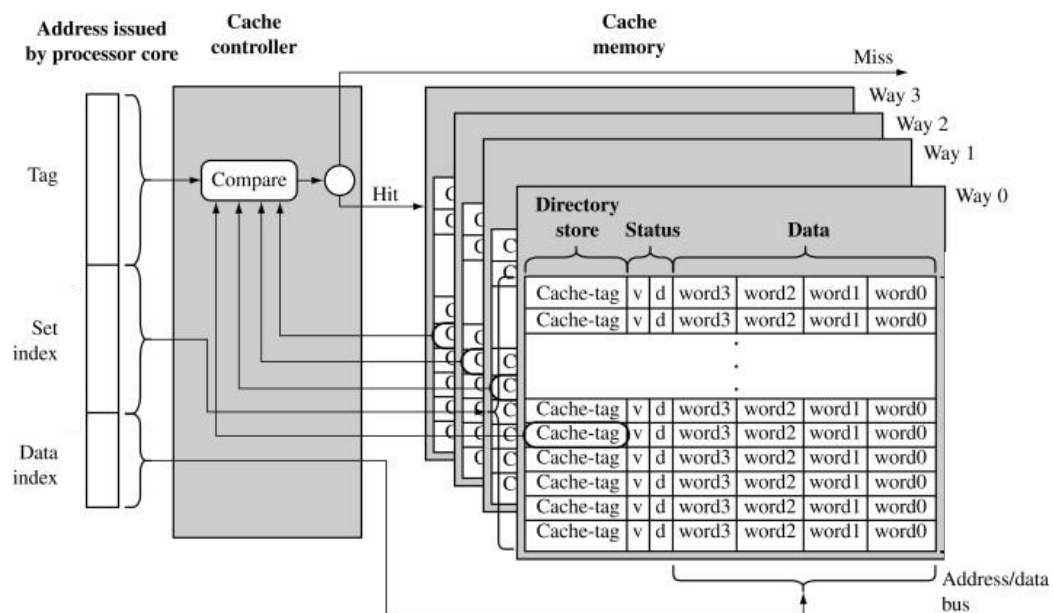 Address issued
by processor core
Cache
controller
Cache
memory
Miss
Way 3
Way 2
Way 1
Way 0
Tag
Compare
Hit
Set
index
Data
index
Directory
store
Status
Data
Cache-tag v d word3 word2 word1 word0
Cache-tag v d word3 word2 word1 word0
.
.
.
Cache-tag v d word3 word2 word1 word0
Cache-tag v d word3 word2 word1 word0
Cache-tag v d word3 word2 word1 word0
Cache-tag v d word3 word2 word1 word0
Cache-tag v d word3 word2 word1 word0
Cache-tag v d word3 word2 word1 word0
Address/data
bus